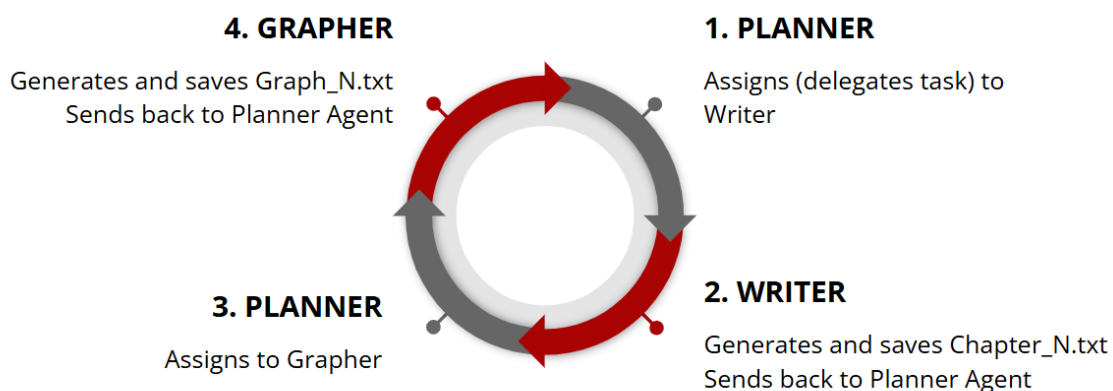 1. PLANNER
Assigns (delegates task) to
Writer
2. WRITER
Generates and saves Chapter_N.txt
Sends back to Planner Agent
3. PLANNER
Assigns to Grapher
4. GRAPHER
Generates and saves Graph_N.txt
Sends back to Planner Agent